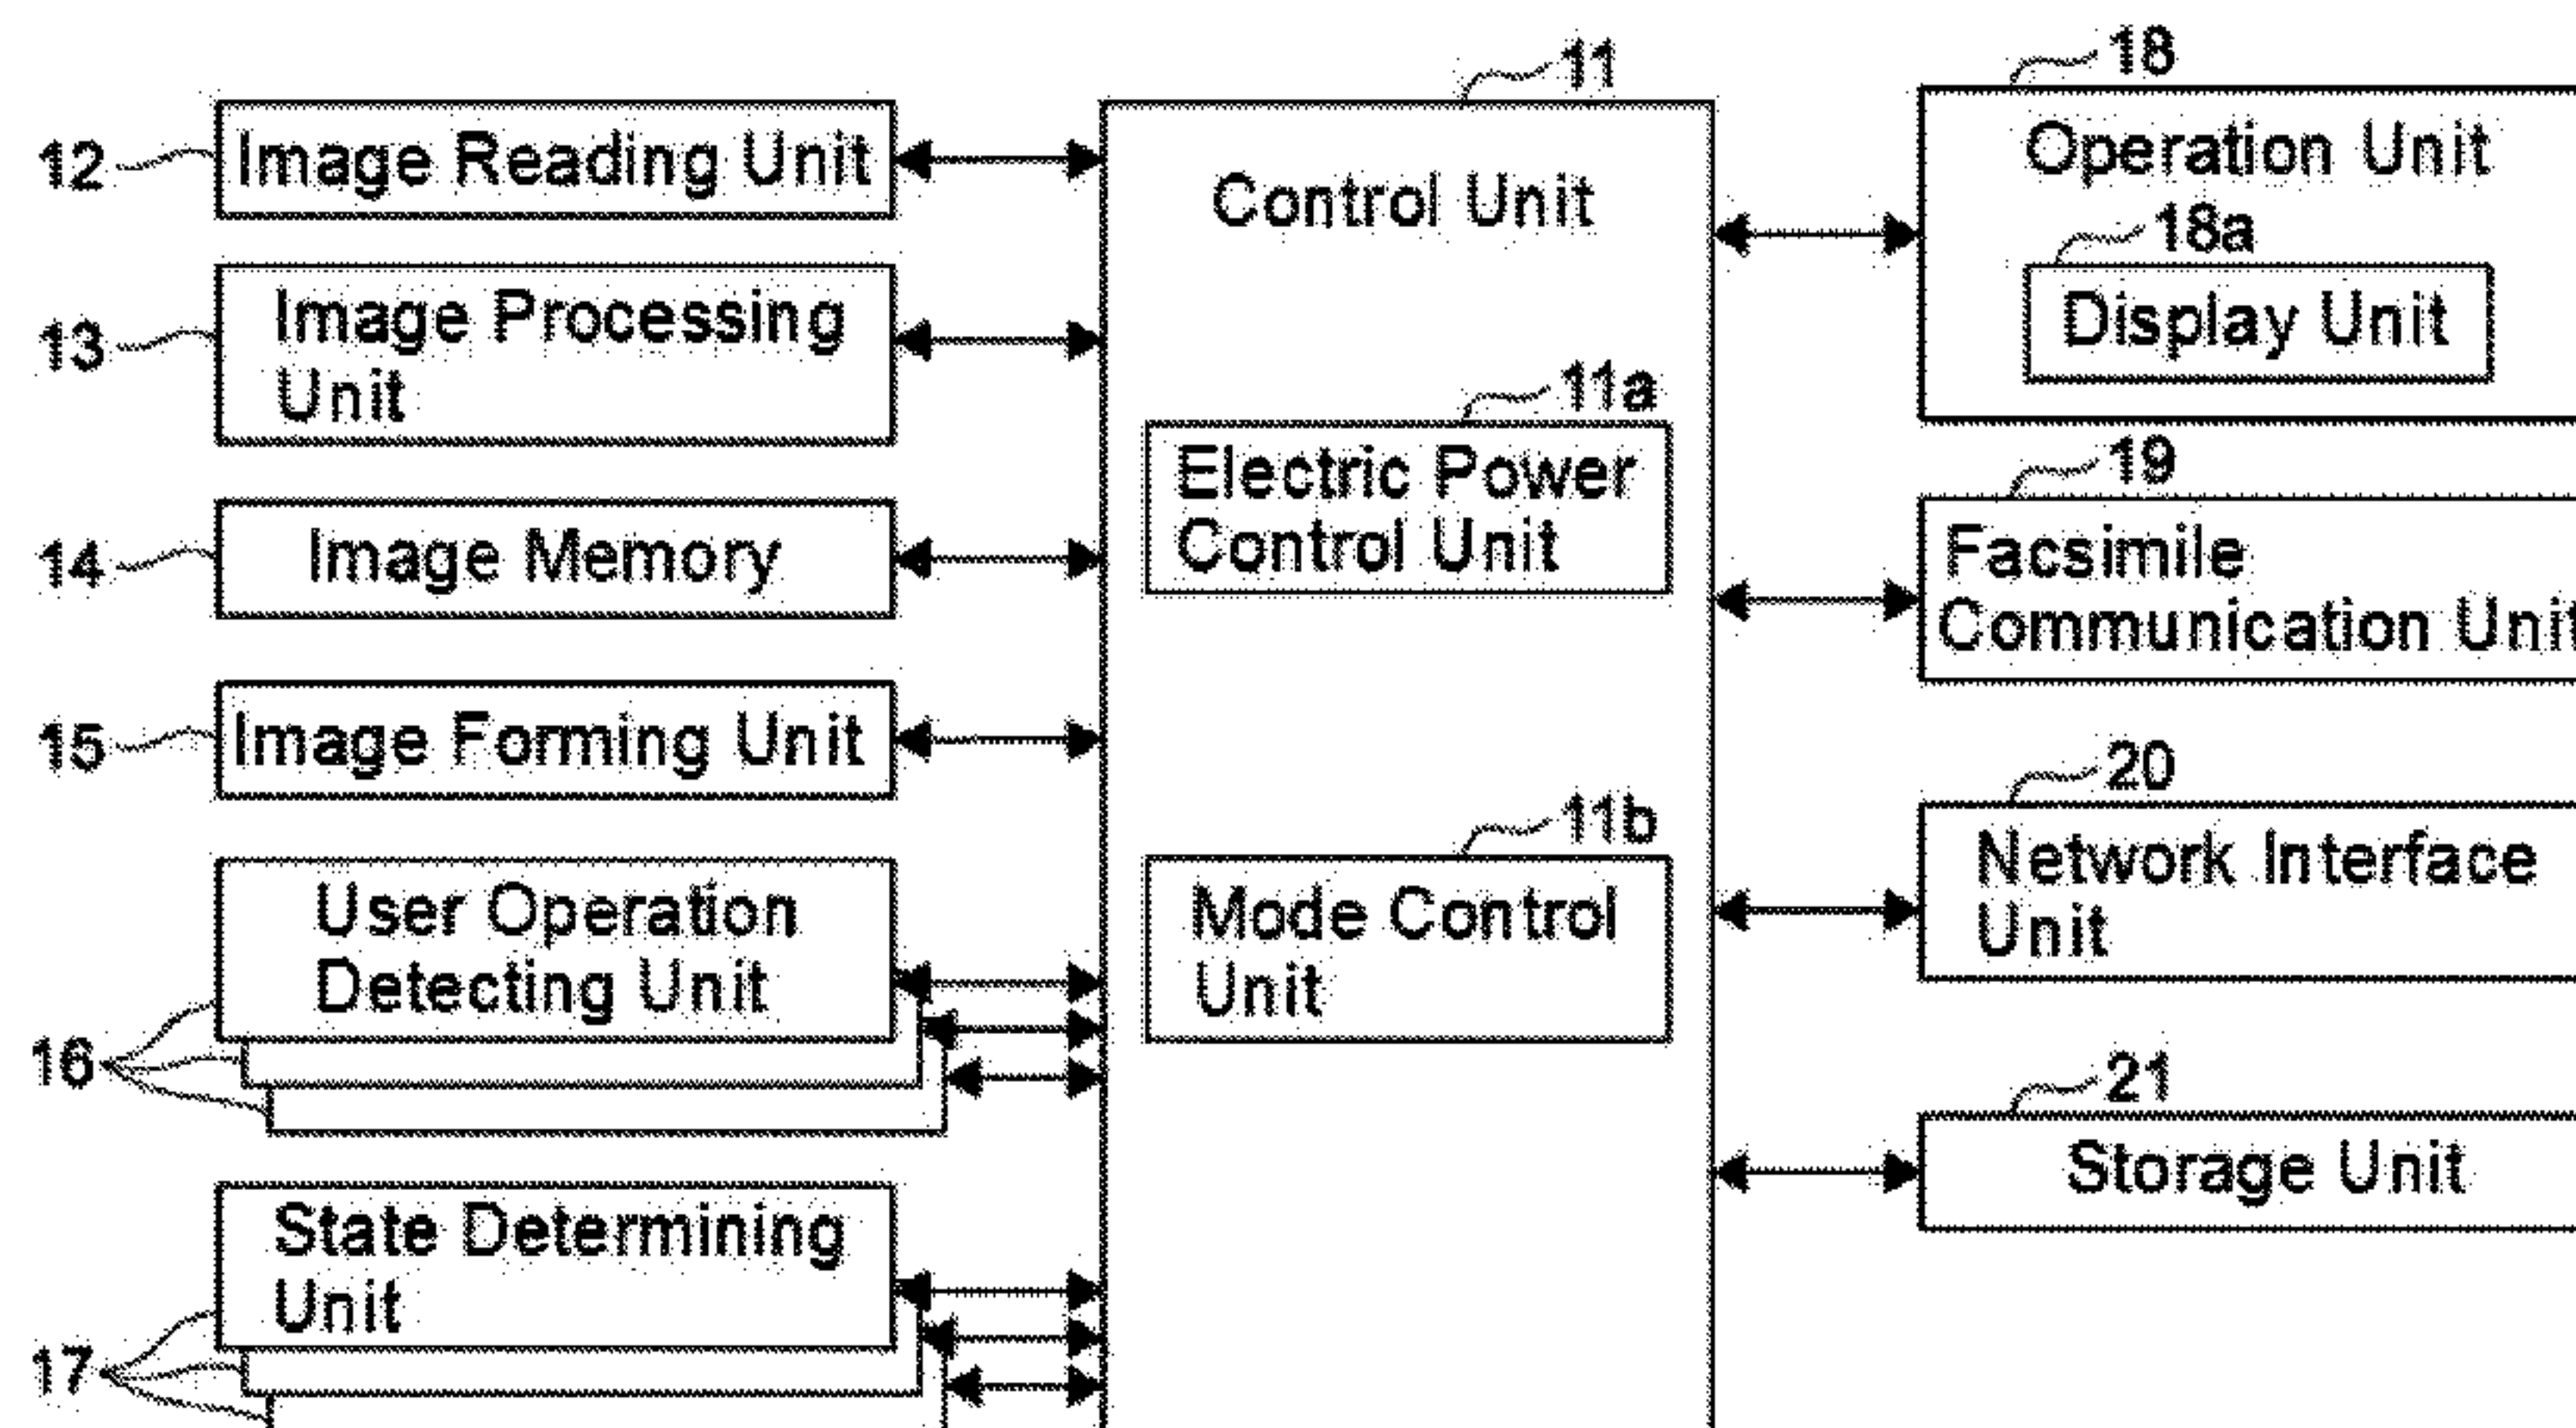 12
Image Reading Unit
13
Image Processing
Unit
14
Image Memory
15
Image Forming Unit
16
User Operation
Detecting Unit
17
State Determining
Unit
11
Control Unit
11a
Electric Power
Control Unit
11b
Mode Control
Unit
18
Operation Unit
18a
Display Unit
19
Facsimile
Communication Unit
20
Network Interface
Unit
21
Storage Unit